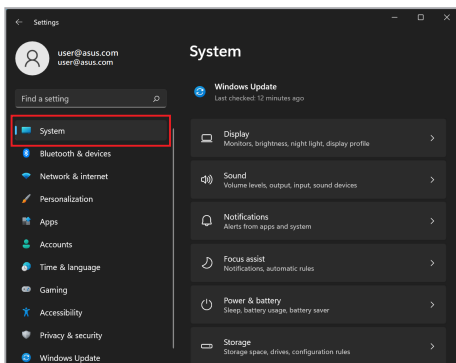 Settings
user@asus.com
user@asus.com
Find a setting
System
Bluetooth & devices
Network & internet
Personalization
Apps
Accounts
Time & language
Gaming
Accessibility
Privacy & security
Windows Update
System
Windows Update
Last checked: 12 minutes ago
Display
Monitors, brightness, night light, display profile
Sound
Volume levels, output, input, sound devices
Notifications
Alerts from apps and system
Focus assist
Notifications, automatic rules
Power & battery
Sleep, battery usage, battery saver
Storage
Storage space, drives, configuration rules